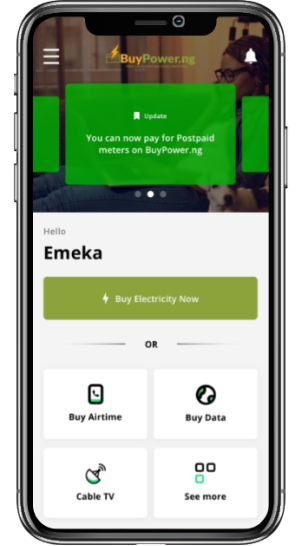 BuyPower.ng
Update
You can now pay for Postpaid
meters on BuyPower.ng
Hello
Emeka
Buy Electricity Now
OR
Buy Airtime
Buy Data
Cable TV
See more